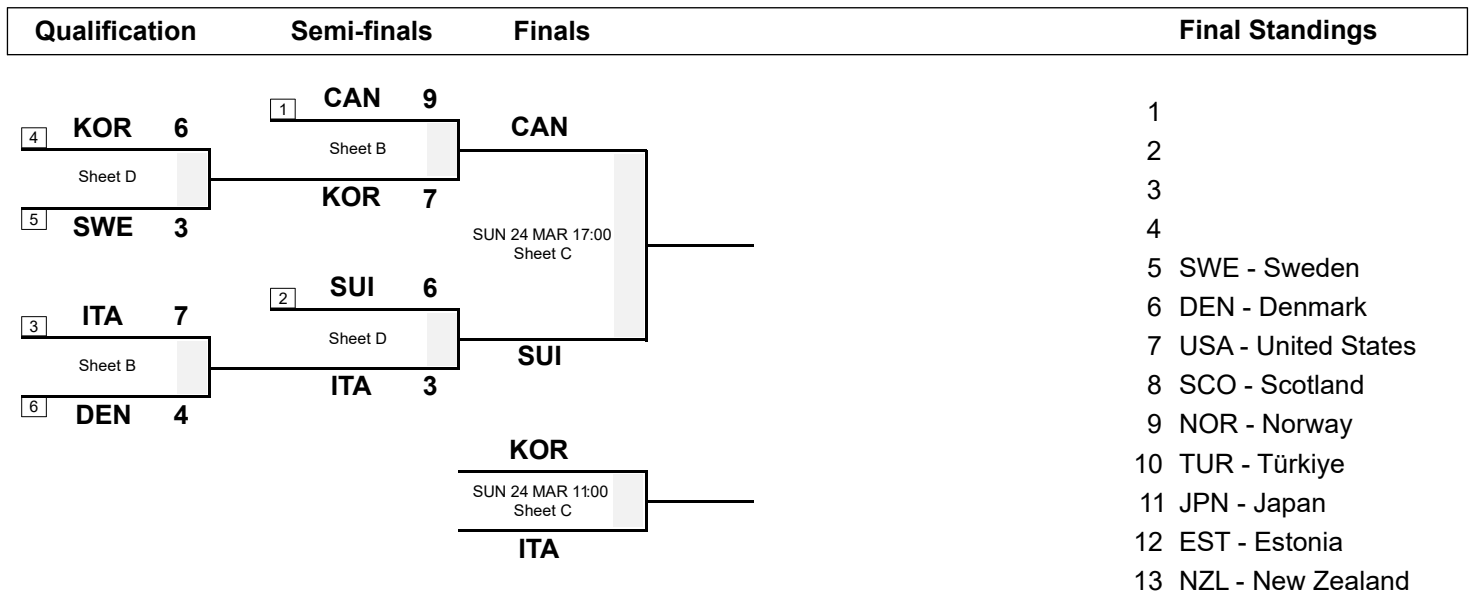 Qualification Semi-finals Finals Final Standings
1 CAN 9
4 KOR 6
Sheet D
5 SWE 3
Sheet B
KOR 7
CAN
SUN 24 MAR 17:00
Sheet C
SUI
2 SUI 6
3 ITA 7
Sheet B
6 DEN 4
Sheet D
ITA 3
KOR
SUN 24 MAR 11:00
Sheet C
ITA
1
2
3
4
5 SWE - Sweden
6 DEN - Denmark
7 USA - United States
8 SCO - Scotland
9 NOR - Norway
10 TUR - Türkiye
11 JPN - Japan
12 EST - Estonia
13 NZL - New Zealand